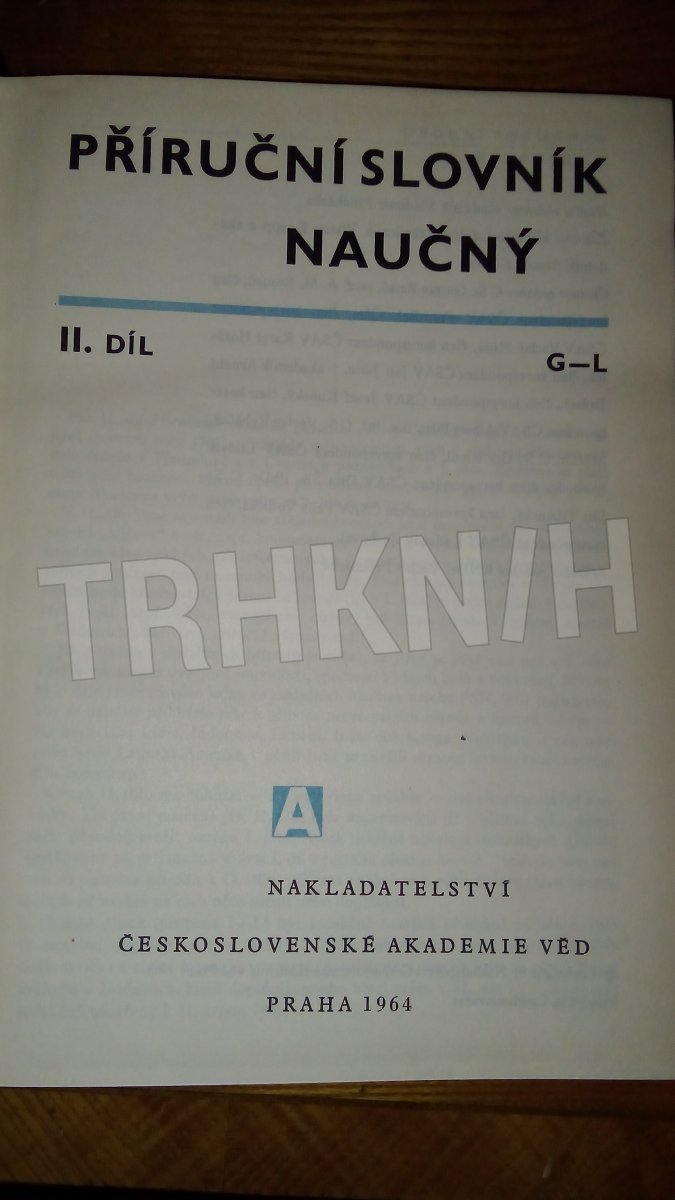 PŘÍRUČNÍ SLOVNÍK
NAUČNÝ
II. DÍL
G—L
TRHKNIH
A
NAKLADATELSTVÍ
ČESKOSLOVENSKÉ AKADEMIE VĚD
PRAHA 1964